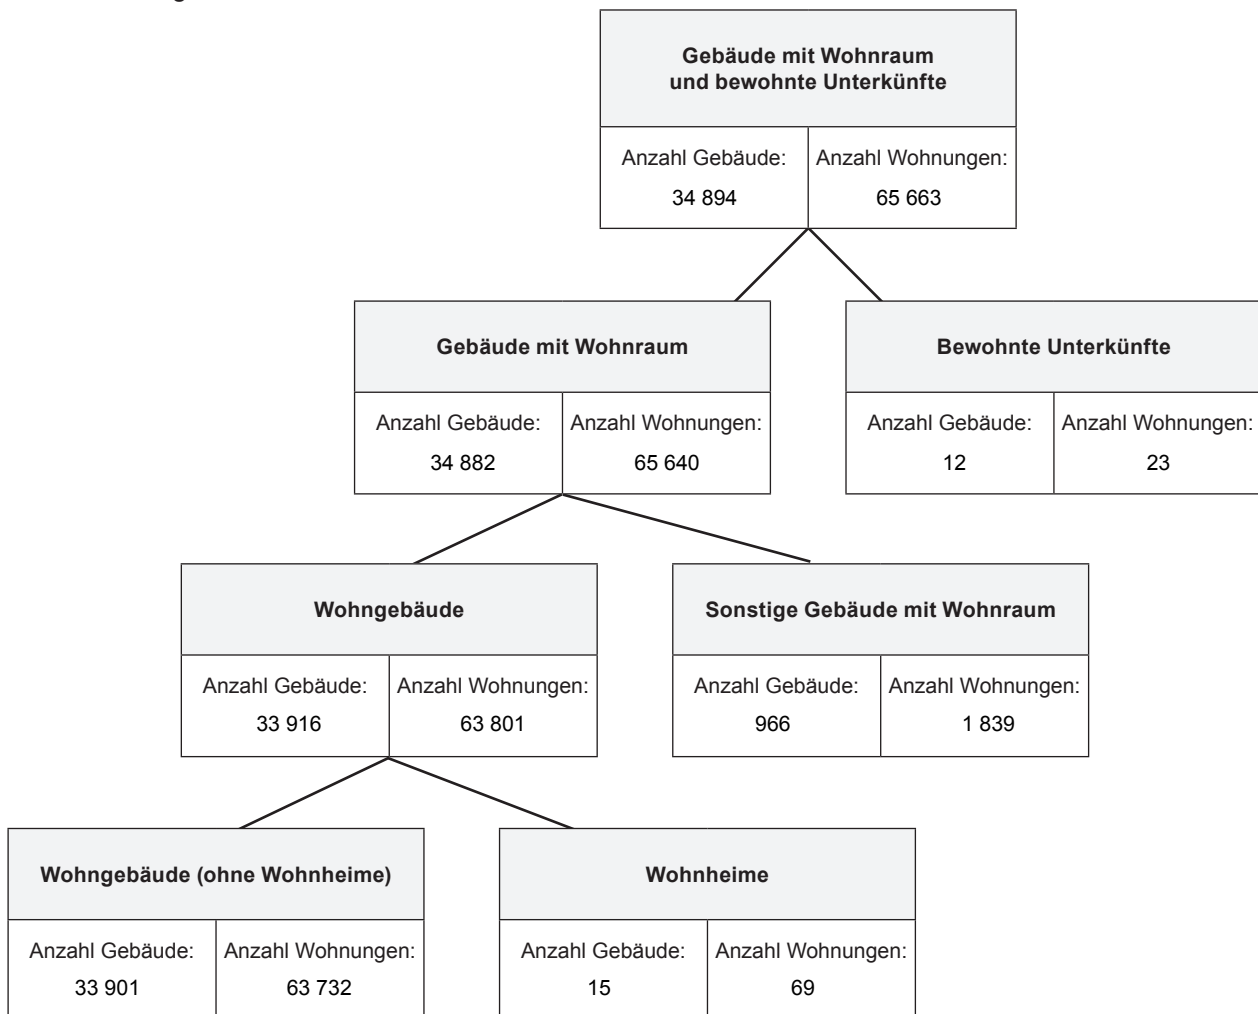 Gebäude mit Wohnraum
und bewohnte Unterkünfte
Anzahl Gebäude: Anzahl Wohnungen:
34 894 65 663
Gebäude mit Wohnraum Bewohnte Unterkünfte
Anzahl Gebäude: Anzahl Wohnungen: Anzahl Gebäude: Anzahl Wohnungen:
34 882 65 640 12 23
Wohngebäude Sonstige Gebäude mit Wohnraum
Anzahl Gebäude: Anzahl Wohnungen: Anzahl Gebäude: Anzahl Wohnungen:
33 916 63 801 966 1 839
Wohngebäude (ohne Wohnheime) Wohnheime
Anzahl Gebäude: Anzahl Wohnungen: Anzahl Gebäude: Anzahl Wohnungen:
33 901 63 732 15 69